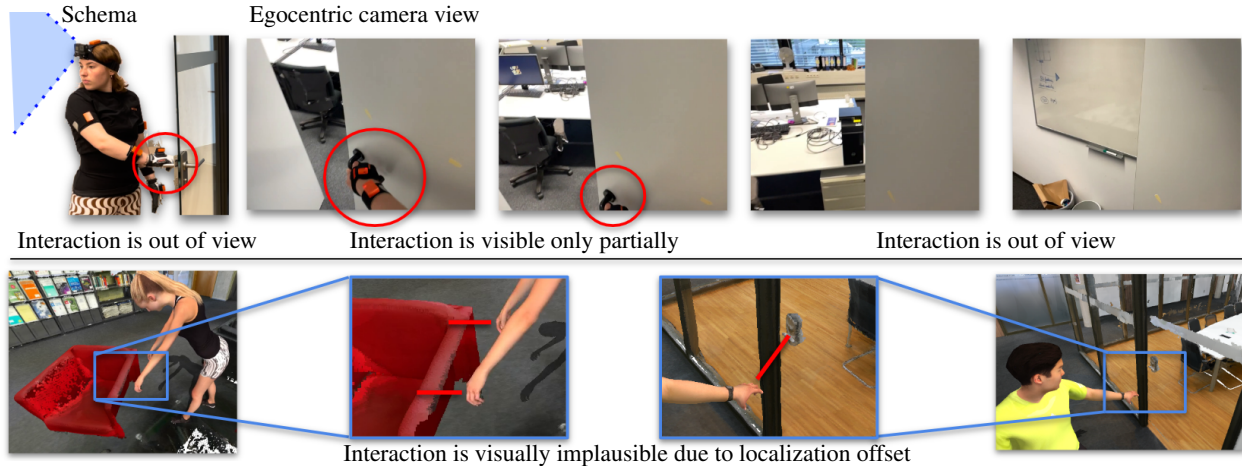 Schema
Egocentric camera view
Interaction is out of view
Interaction is visible only partially
Interaction is out of view
Interaction is visually implausible due to localization offset